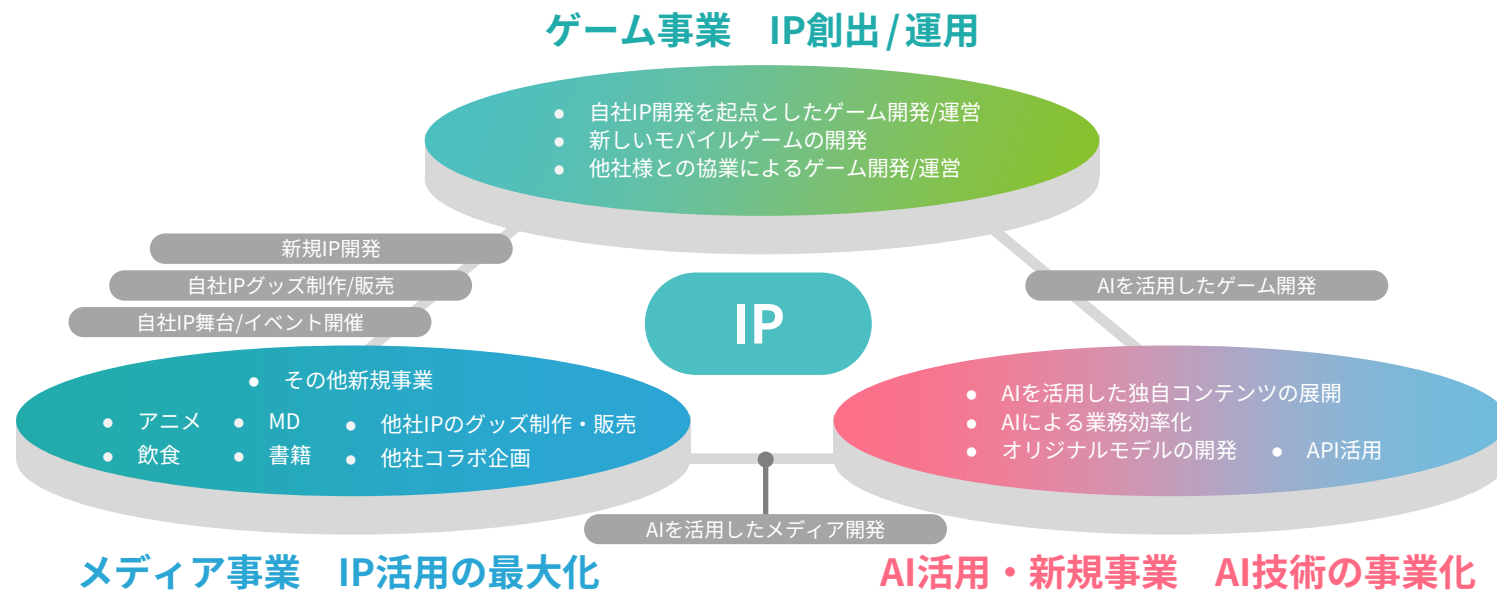 ゲーム事業　IP創出/運用
● 自社IP開発を起点としたゲーム開発/運営
● 新しいモバイルゲームの開発
● 他社様との協業によるゲーム開発/運営
新規IP開発
自社IPグッズ制作/販売
自社IP舞台/イベント開催
AIを活用したゲーム開発
IP
● その他新規事業
● アニメ ● MD ● 他社IPのグッズ制作・販売
● 飲食 ● 書籍 ● 他社コラボ企画
● AIを活用した独自コンテンツの展開
● AIによる業務効率化
● オリジナルモデルの開発 ● API活用
AIを活用したメディア開発
メディア事業　IP活用の最大化
AI活用・新規事業　AI技術の事業化